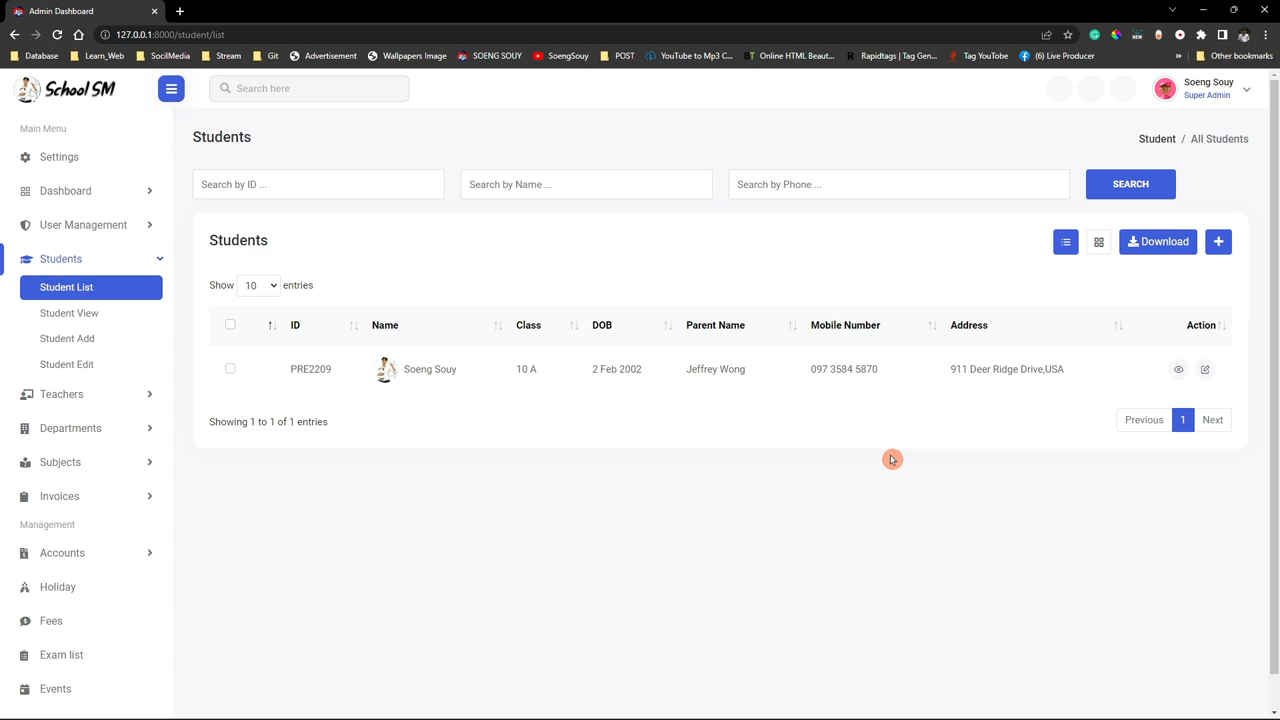 Admin Dashboard
127.0.0.1:8000/student/list
Database Learn_Web SocilMedia Stream Git Advertisement Wallpapers Image SOENG SOUY SoengSouy POST YouTube to Mp3 C... Online HTML Beaut... Rapidtags | Tag Gen... Tag YouTube (6) Live Producer » Other bookmarks
School SM
Search here
Soeng Souy
Super Admin
Main Menu
Settings
Dashboard
User Management
Students
Student List
Student View
Student Add
Student Edit
Teachers
Departments
Subjects
Invoices
Management
Accounts
Holiday
Fees
Exam list
Events
Students
Student / All Students
Search by ID ...
Search by Name ...
Search by Phone ...
SEARCH
Students
Download
Show 10 entries
ID Name Class DOB Parent Name Mobile Number Address Action
PRE2209 Soeng Souy 10 A 2 Feb 2002 Jeffrey Wong 097 3584 5870 911 Deer Ridge Drive,USA
Showing 1 to 1 of 1 entries
Previous 1 Next